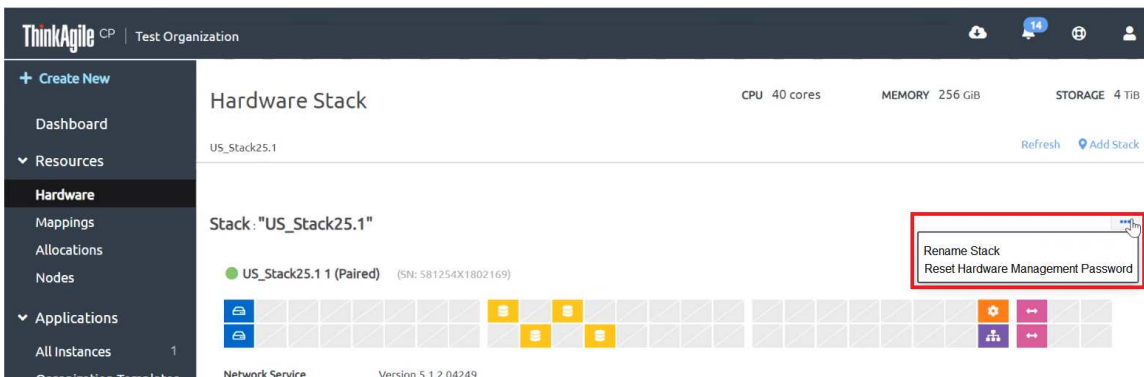 ThinkAgile CP | Test Organization
14
+ Create New
Dashboard
Resources
Hardware
Mappings
Allocations
Nodes
Applications
All Instances 1
Organization Templates
Hardware Stack
CPU 40 cores MEMORY 256 GiB STORAGE 4 TiB
US_Stack25.1
Refresh Add Stack
Stack : "US_Stack25.1"
Rename Stack
Reset Hardware Management Password
US_Stack25.1 1 (Paired) (SN: 581254X1802169)
Network Service Version 5.1.2.04249